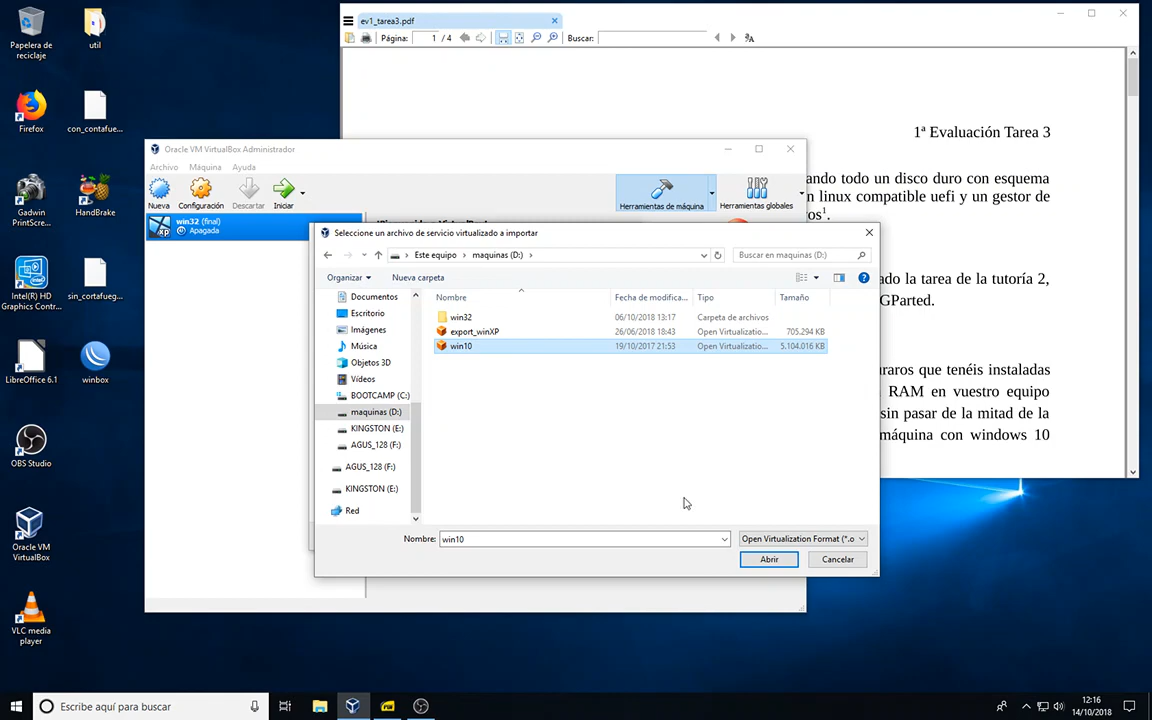 Papelera de
reciclaje
util
Firefox
con_contafue...
Gadwin
PrintScre...
HandBrake
Intel(R) HD
Graphics Contr...
sin_cortafueg...
LibreOffice 6.1
winbox
OBS Studio
Oracle VM
VirtualBox
VLC media
player
ev1_tarea3.pdf
Página:
1 / 4
Buscar:
1ª Evaluación Tarea 3
ando todo un disco duro con esquema
n linux compatible uefi y un gestor de
os¹.
ado la tarea de la tutoría 2,
GParted.
uraros que tenéis instaladas
RAM en vuestro equipo
sin pasar de la mitad de la
máquina con windows 10
Oracle VM VirtualBox Administrador
Archivo Máquina Ayuda
Nueva Configuración Descartar Iniciar
Herramientas de máquina Herramientas globales
win32 (final)
Apagada
xp
Seleccione un archivo de servicio virtualizado a importar
Este equipo > maquinas (D:) >
Buscar en maquinas (D:)
Organizar Nueva carpeta
Documentos
Escritorio
Imágenes
Música
Objetos 3D
Vídeos
BOOTCAMP (C:)
maquinas (D:)
KINGSTON (E:)
AGUS_128 (F:)
AGUS_128 (F:)
KINGSTON (E:)
Red
Nombre Fecha de modifica... Tipo Tamaño
win32 06/10/2018 13:17 Carpeta de archivos
export_winXP 26/06/2018 18:43 Open Virtualizatio... 705.294 KB
win10 19/10/2017 21:53 Open Virtualizatio... 5.104.016 KB
Nombre: win10
Open Virtualization Format (*.o
Abrir Cancelar
Escribe aquí para buscar
12:16
14/10/2018